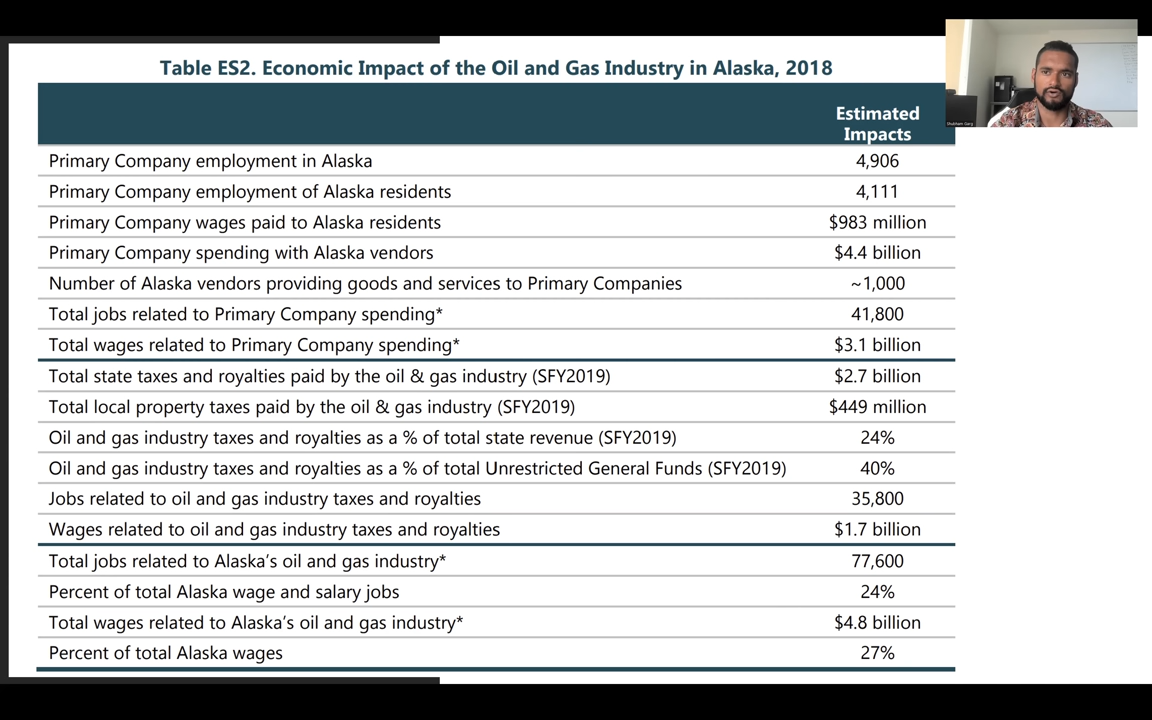 Table ES2. Economic Impact of the Oil and Gas Industry in Alaska, 2018
Estimated
Impacts
Primary Company employment in Alaska 4,906
Primary Company employment of Alaska residents 4,111
Primary Company wages paid to Alaska residents $983 million
Primary Company spending with Alaska vendors $4.4 billion
Number of Alaska vendors providing goods and services to Primary Companies ~1,000
Total jobs related to Primary Company spending* 41,800
Total wages related to Primary Company spending* $3.1 billion
Total state taxes and royalties paid by the oil & gas industry (SFY2019) $2.7 billion
Total local property taxes paid by the oil & gas industry (SFY2019) $449 million
Oil and gas industry taxes and royalties as a % of total state revenue (SFY2019) 24%
Oil and gas industry taxes and royalties as a % of total Unrestricted General Funds (SFY2019) 40%
Jobs related to oil and gas industry taxes and royalties 35,800
Wages related to oil and gas industry taxes and royalties $1.7 billion
Total jobs related to Alaska’s oil and gas industry* 77,600
Percent of total Alaska wage and salary jobs 24%
Total wages related to Alaska’s oil and gas industry* $4.8 billion
Percent of total Alaska wages 27%